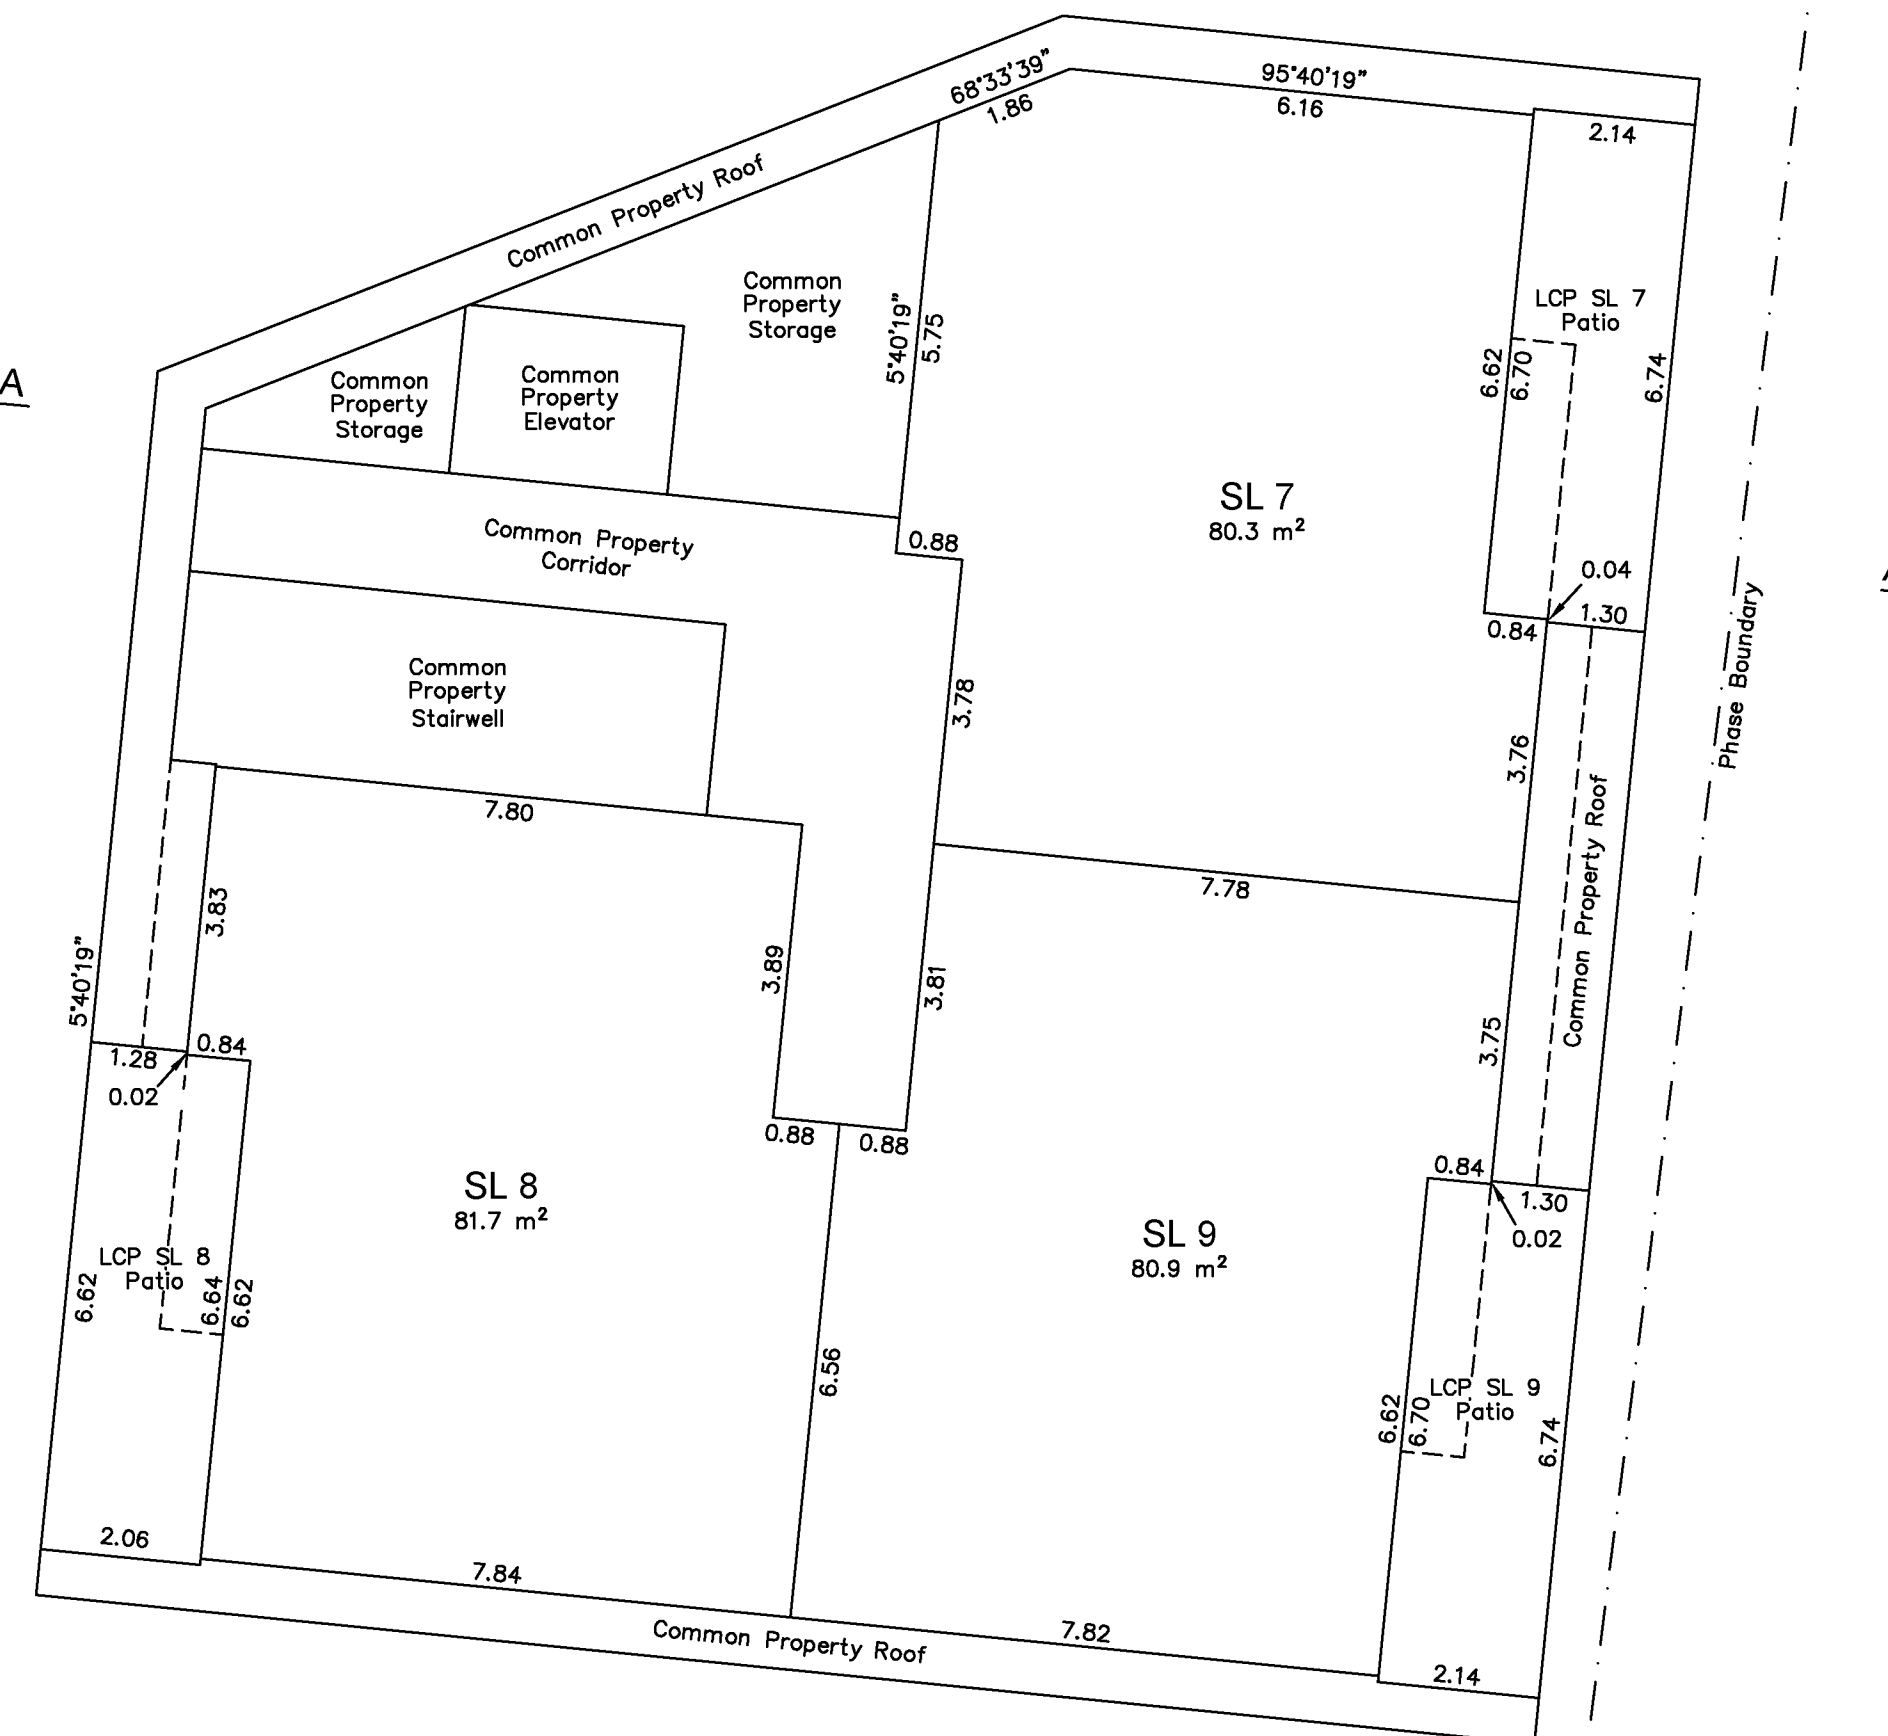 68°33'39"
1.86
95°40'19"
6.16
2.14
Common Property Roof
Common
Property
Storage
5°40'19"
5.75
LCP SL 7
Patio
6.62
6.70
6.74
A
Common
Property
Storage
Common
Property
Elevator
SL 7
80.3 m²
Common Property
Corridor
0.88
0.04
1.30
0.84
Phase Boundary
Common
Property
Stairwell
3.78
3.76
7.80
Common Property Roof
7.78
3.83
3.89
3.81
5°40'19"
3.75
1.28
0.84
0.02
0.88
0.88
0.84
1.30
0.02
SL 8
81.7 m²
SL 9
80.9 m²
LCP SL 8
Patio
6.62
6.64
6.62
6.56
LCP SL 9
Patio
6.62
6.70
6.74
2.06
7.84
Common Property Roof
7.82
2.14